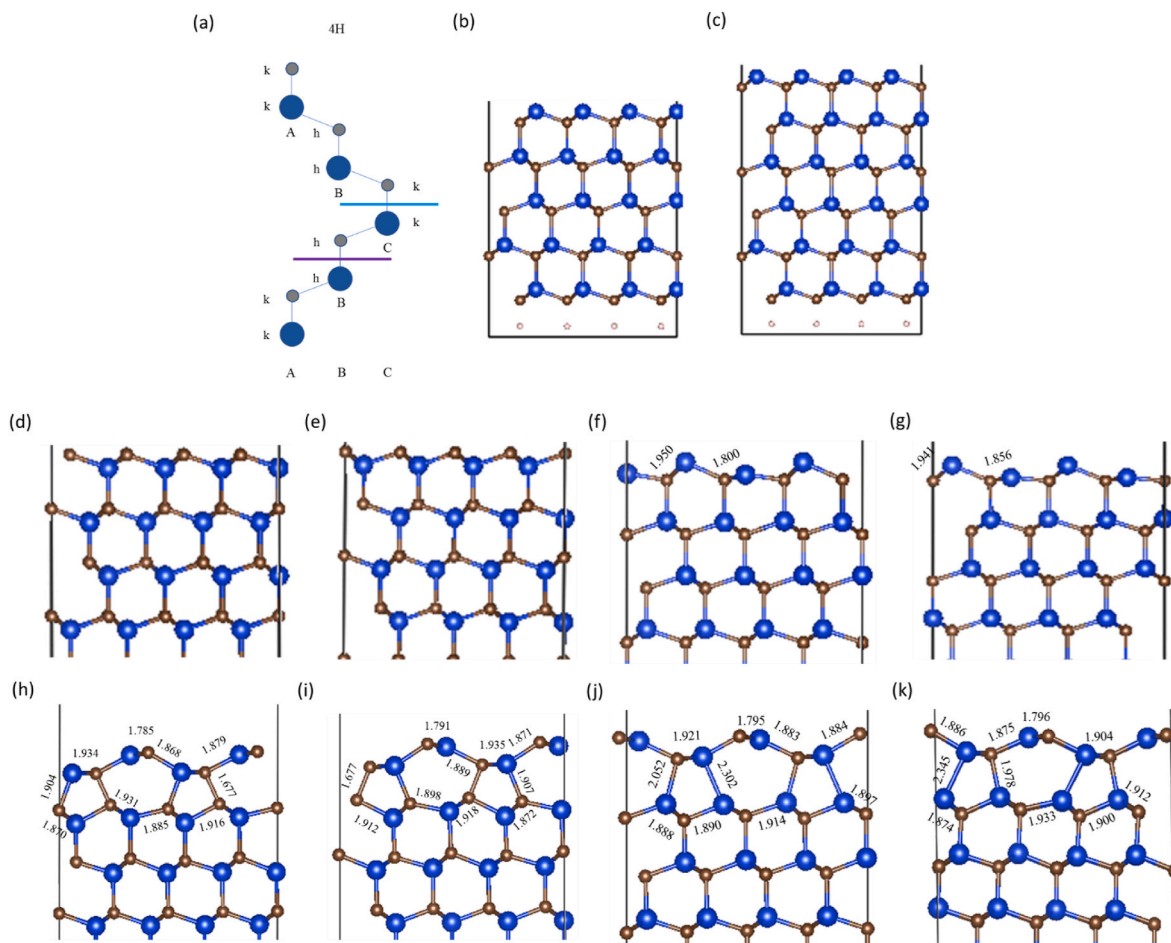 (a)
4H
(b)
(c)
k
k
A
h
h
B
k
k
C
h
h
B
k
k
A
A B C
(d)
(e)
(f)
(g)
1.950
1.800
1.941
1.856
(h)
(i)
(j)
(k)
1.785
1.934
1.868
1.879
1.904
1.677
1.931
1.870
1.885
1.916
1.791
1.935
1.871
1.677
1.889
1.898
1.907
1.912
1.918
1.872
1.795
1.921
1.883
1.884
2.052
2.302
1.897
1.888
1.890
1.914
1.796
1.886
1.875
1.904
2.345
1.978
1.912
1.874
1.933
1.900